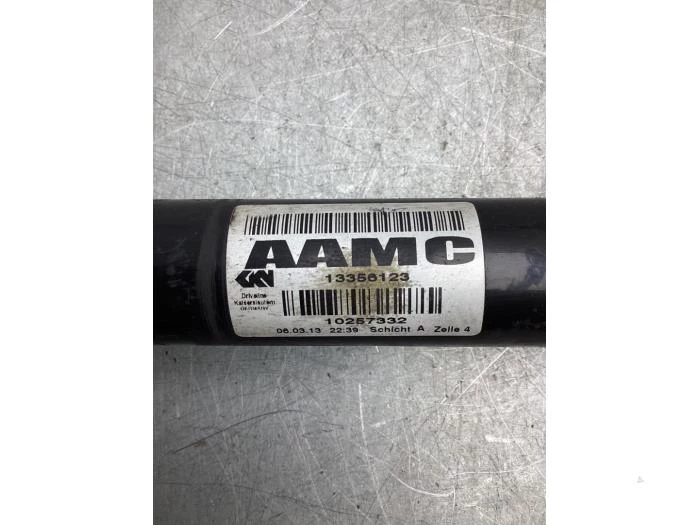 AAMC
13356123
GKN
Driveline
Kaiserslautern
10257332
06.03.13 22:39 Schicht A Zelle 4